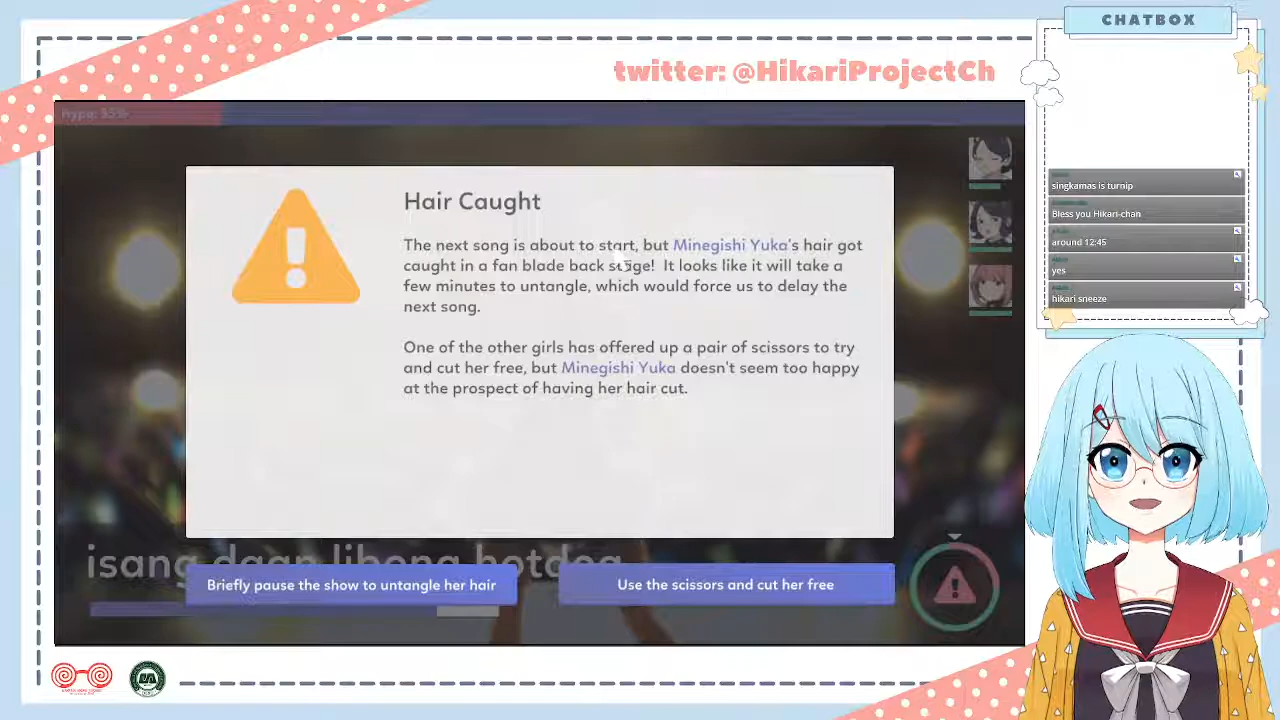 CHATBOX
twitter: @HikariProjectCh
hype: 53%
Hair Caught
The next song is about to start, but Minegishi Yuka's hair got
caught in a fan blade back stage! It looks like it will take a
few minutes to untangle, which would force us to delay the
next song.
One of the other girls has offered up a pair of scissors to try
and cut her free, but Minegishi Yuka doesn't seem too happy
at the prospect of having her hair cut.
isang daan libong hotdog
Briefly pause the show to untangle her hair
Use the scissors and cut her free
singkamas is turnip
Bless you Hikari-chan
around 12:45
yes
hikari sneeze